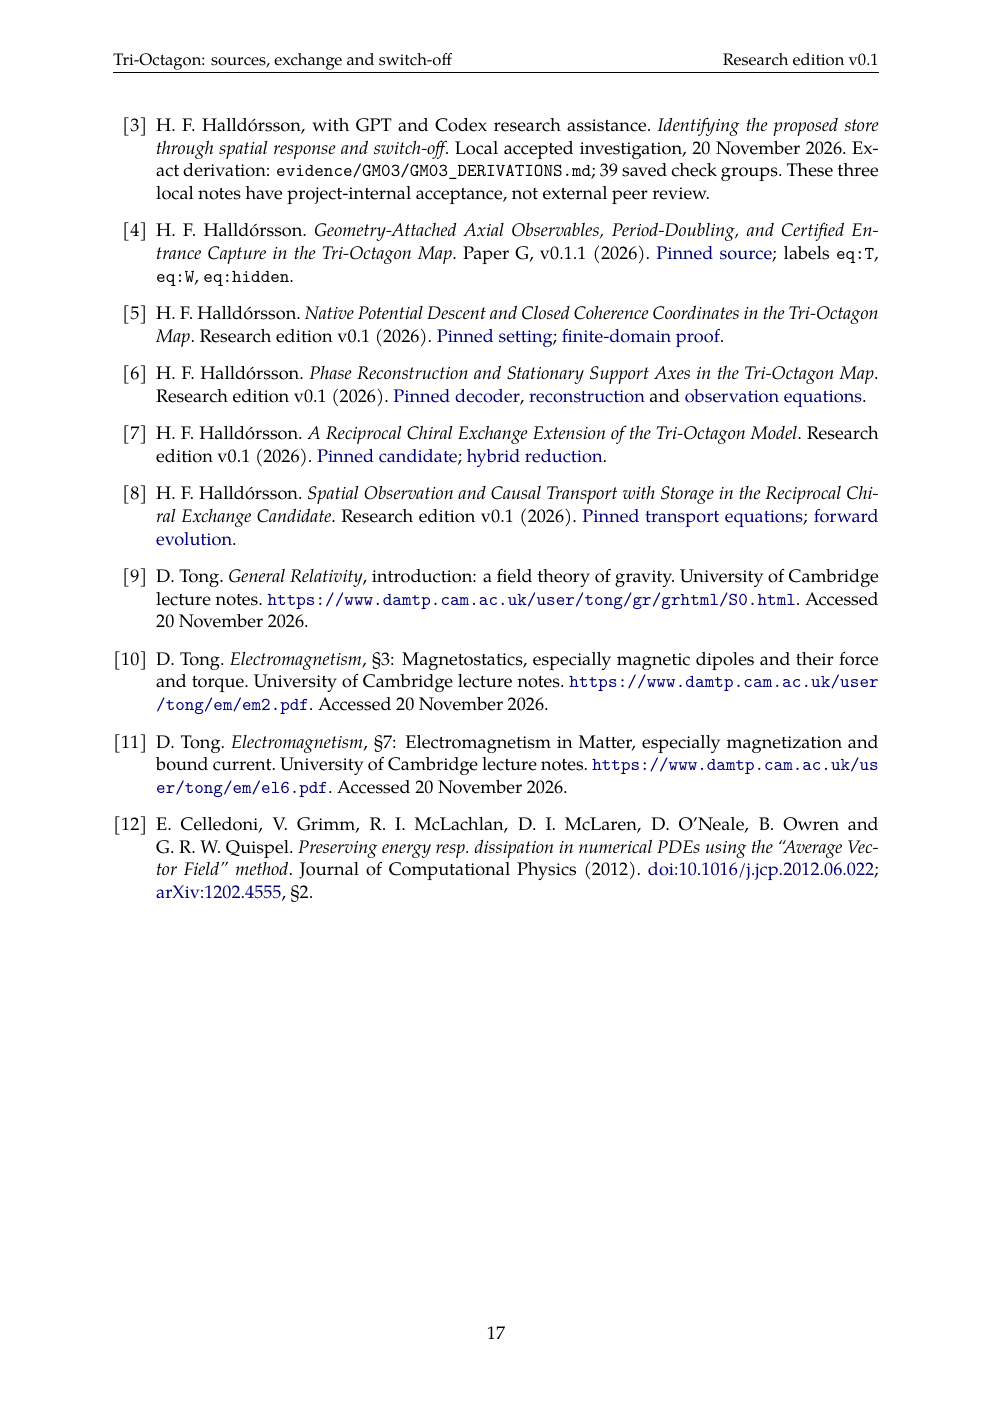 Tri-Octagon: sources, exchange and switch-off Research edition v0.1
[3] H. F. Halldórsson, with GPT and Codex research assistance. Identifying the proposed store
through spatial response and switch-off. Local accepted investigation, 20 November 2026. Ex-
act derivation: evidence/GM03/GM03_DERIVATIONS.md; 39 saved check groups. These three
local notes have project-internal acceptance, not external peer review.
[4] H. F. Halldórsson. Geometry-Attached Axial Observables, Period-Doubling, and Certified En-
trance Capture in the Tri-Octagon Map. Paper G, v0.1.1 (2026). Pinned source; labels eq:T,
eq:W, eq:hidden.
[5] H. F. Halldórsson. Native Potential Descent and Closed Coherence Coordinates in the Tri-Octagon
Map. Research edition v0.1 (2026). Pinned setting; finite-domain proof.
[6] H. F. Halldórsson. Phase Reconstruction and Stationary Support Axes in the Tri-Octagon Map.
Research edition v0.1 (2026). Pinned decoder, reconstruction and observation equations.
[7] H. F. Halldórsson. A Reciprocal Chiral Exchange Extension of the Tri-Octagon Model. Research
edition v0.1 (2026). Pinned candidate; hybrid reduction.
[8] H. F. Halldórsson. Spatial Observation and Causal Transport with Storage in the Reciprocal Chi-
ral Exchange Candidate. Research edition v0.1 (2026). Pinned transport equations; forward
evolution.
[9] D. Tong. General Relativity, introduction: a field theory of gravity. University of Cambridge
lecture notes. https://www.damtp.cam.ac.uk/user/tong/gr/grhtml/S0.html. Accessed
20 November 2026.
[10] D. Tong. Electromagnetism, §3: Magnetostatics, especially magnetic dipoles and their force
and torque. University of Cambridge lecture notes. https://www.damtp.cam.ac.uk/user
/tong/em/em2.pdf. Accessed 20 November 2026.
[11] D. Tong. Electromagnetism, §7: Electromagnetism in Matter, especially magnetization and
bound current. University of Cambridge lecture notes. https://www.damtp.cam.ac.uk/us
er/tong/em/el6.pdf. Accessed 20 November 2026.
[12] E. Celledoni, V. Grimm, R. I. McLachlan, D. I. McLaren, D. O’Neale, B. Owren and
G. R. W. Quispel. Preserving energy resp. dissipation in numerical PDEs using the “Average Vec-
tor Field” method. Journal of Computational Physics (2012). doi:10.1016/j.jcp.2012.06.022;
arXiv:1202.4555, §2.
17